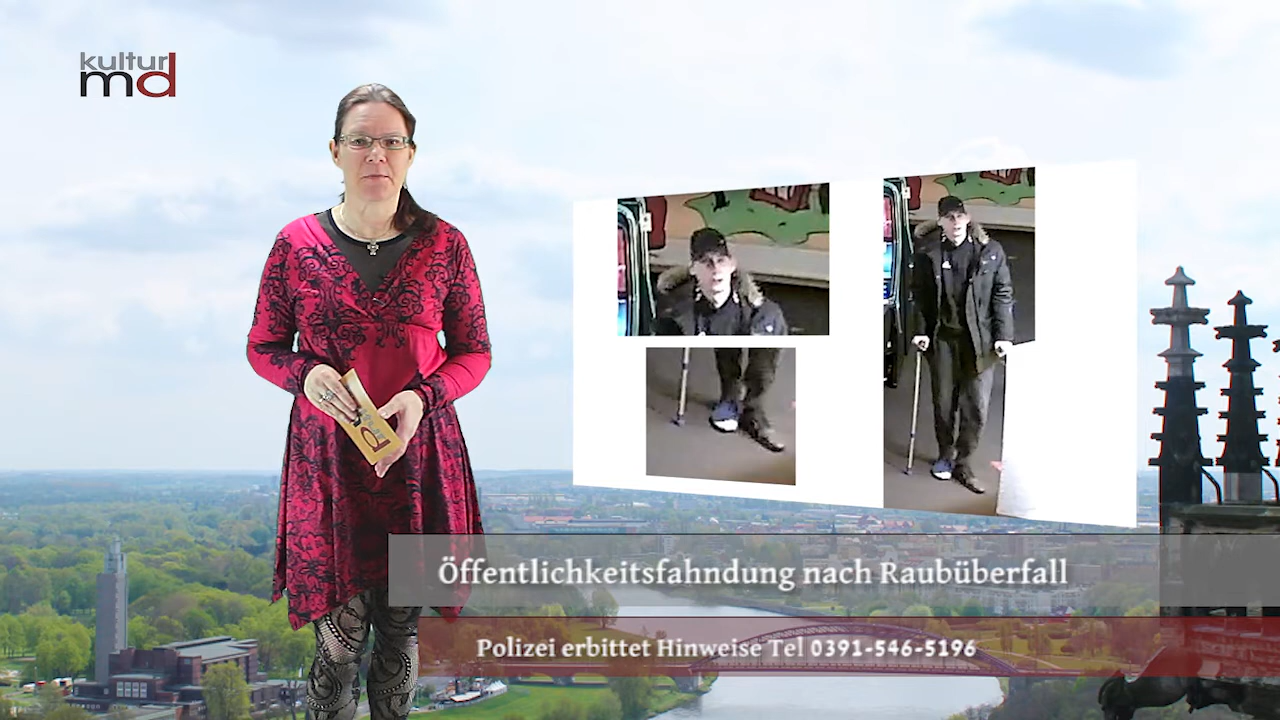 kultur
md
Öffentlichkeitsfahndung nach Raubüberfall
Polizei erbittet Hinweise Tel 0391-546-5196